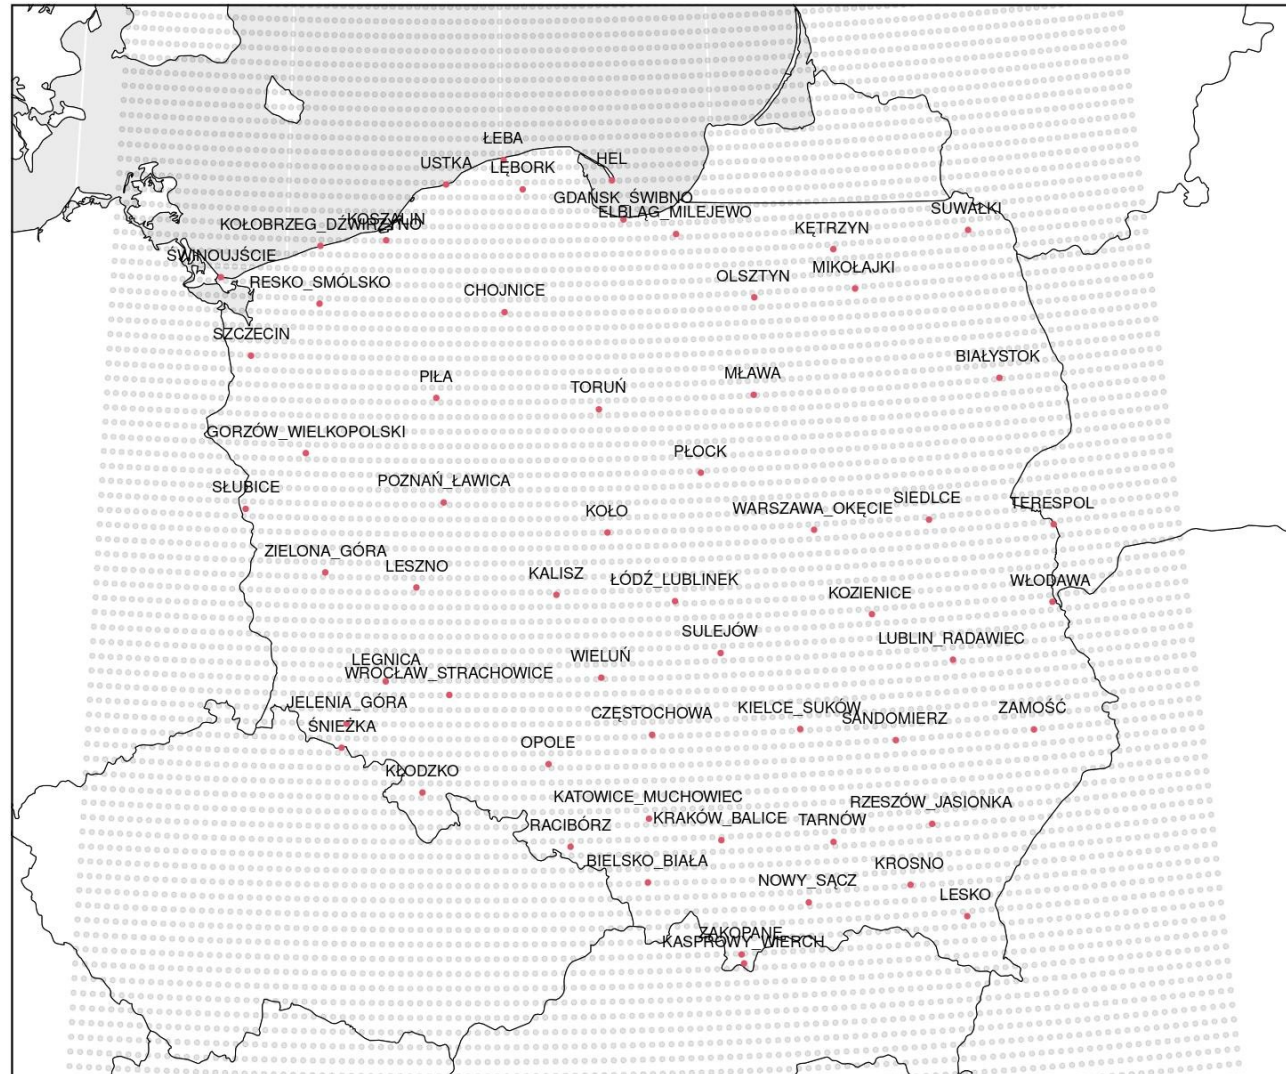 ŁEBA
HEL
USTKA
LĘBORK
GDAŃSK_ŚWIBNO
SUWAŁKI
ELBLĄG_MILEJEWO
KOSZALIN
KOŁOBRZEG_DŹWIRZYNO
KĘTRZYN
ŚWINOUJŚCIE
MIKOŁAJKI
OLSZTYN
RESKO_SMÓLSKO
CHOJNICE
SZCZECIN
BIAŁYSTOK
MŁAWA
PIŁA
TORUŃ
GORZÓW_WIELKOPOLSKI
PŁOCK
POZNAŃ_ŁAWICA
SŁUBICE
SIEDLCE
TERESPOL
WARSZAWA_OKĘCIE
KOŁO
ZIELONA_GÓRA
LESZNO
KALISZ
ŁÓDŹ_LUBLINEK
WŁODAWA
KOZIENICE
SULEJÓW
LUBLIN_RADAWIEC
WIELUŃ
LEGNICA
WROCŁAW_STRACHOWICE
JELENIA_GÓRA
KIELCE_SUKÓW
ZAMOŚĆ
CZĘSTOCHOWA
SANDOMIERZ
ŚNIEŻKA
OPOLE
KŁODZKO
KATOWICE_MUCHOWIEC
RZESZÓW_JASIONKA
KRAKÓW_BALICE
TARNÓW
RACIBÓRZ
BIELSKO_BIAŁA
KROSNO
NOWY_SĄCZ
LESKO
ZAKOPANE
KASPROWY_WIERCH